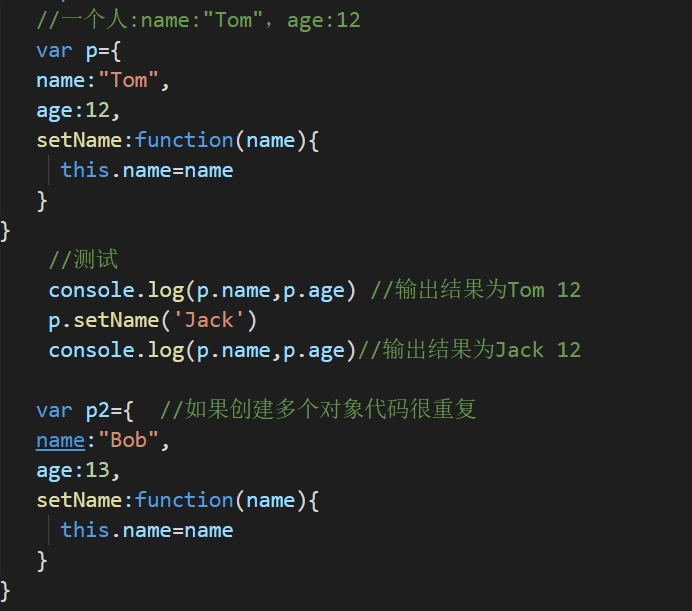 //一个人:name:"Tom"，age:12
var p={
name:"Tom",
age:12,
setName:function(name){
this.name=name
}
}
//测试
console.log(p.name,p.age) //输出结果为Tom 12
p.setName('Jack')
console.log(p.name,p.age)//输出结果为Jack 12
var p2={ //如果创建多个对象代码很重复
name:"Bob",
age:13,
setName:function(name){
this.name=name
}
}